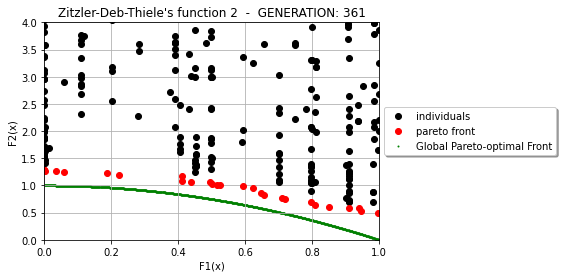 Zitzler-Deb-Thiele's function 2  -  GENERATION: 361
4.0
3.5
3.0
2.5
2.0
1.5
1.0
0.5
0.0
F2(x)
0.0 0.2 0.4 0.6 0.8 1.0
F1(x)
individuals
pareto front
Global Pareto-optimal Front